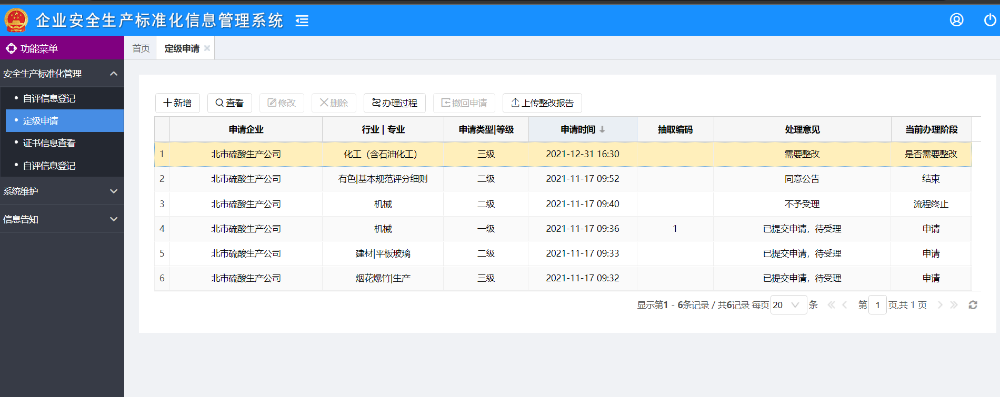 企业安全生产标准化信息管理系统
功能菜单
首页 定级申请
安全生产标准化管理
自评信息登记
定级申请
证书信息查看
自评信息登记
系统维护
信息告知
新增 查看 修改 删除 办理过程 撤回申请 上传整改报告
申请企业 行业 | 专业 申请类型|等级 申请时间 抽取编码 处理意见 当前办理阶段
1 北市硫酸生产公司 化工（含石油化工） 三级 2021-12-31 16:30 需要整改 是否需要整改
2 北市硫酸生产公司 有色|基本规范评分细则 二级 2021-11-17 09:52 同意公告 结束
3 北市硫酸生产公司 机械 二级 2021-11-17 09:40 不予受理 流程终止
4 北市硫酸生产公司 机械 一级 2021-11-17 09:36 1 已提交申请，待受理 申请
5 北市硫酸生产公司 建材|平板玻璃 二级 2021-11-17 09:33 已提交申请，待受理 申请
6 北市硫酸生产公司 烟花爆竹|生产 三级 2021-11-17 09:32 已提交申请，待受理 申请
显示第1 - 6条记录 / 共6记录 每页 20 条 第 1 页,共 1 页